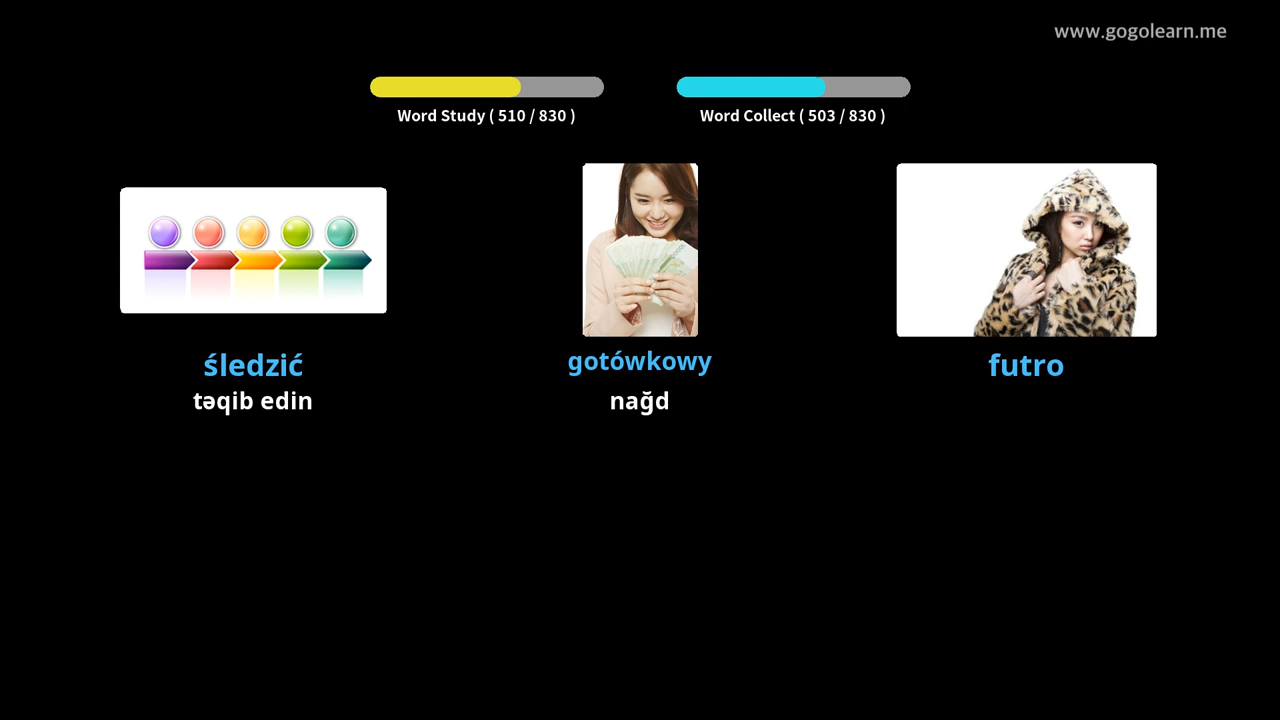 www.gogolearn.me
Word Study ( 510 / 830 )
Word Collect ( 503 / 830 )
śledzić
təqib edin
gotówkowy
nağd
futro